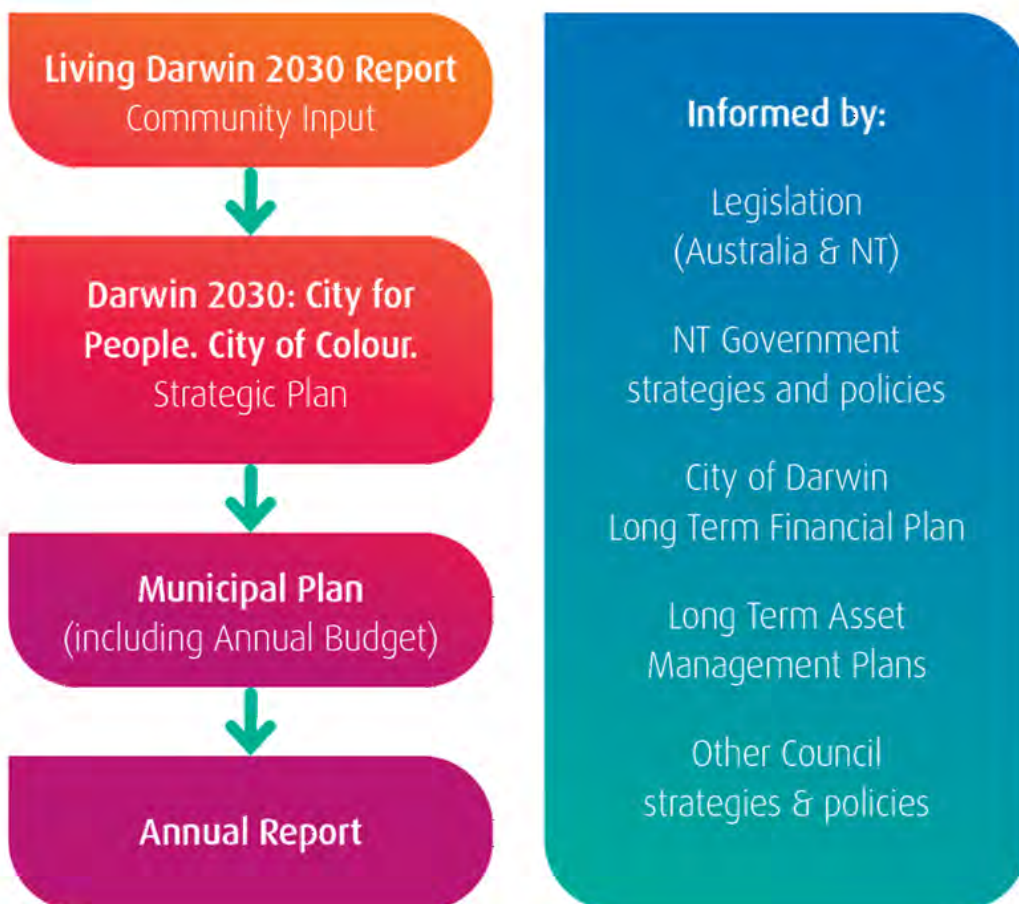 Living Darwin 2030 Report
Community Input
Darwin 2030: City for
People. City of Colour.
Strategic Plan
Municipal Plan
(including Annual Budget)
Annual Report
Informed by:
Legislation
(Australia & NT)
NT Government
strategies and policies
City of Darwin
Long Term Financial Plan
Long Term Asset
Management Plans
Other Council
strategies & policies